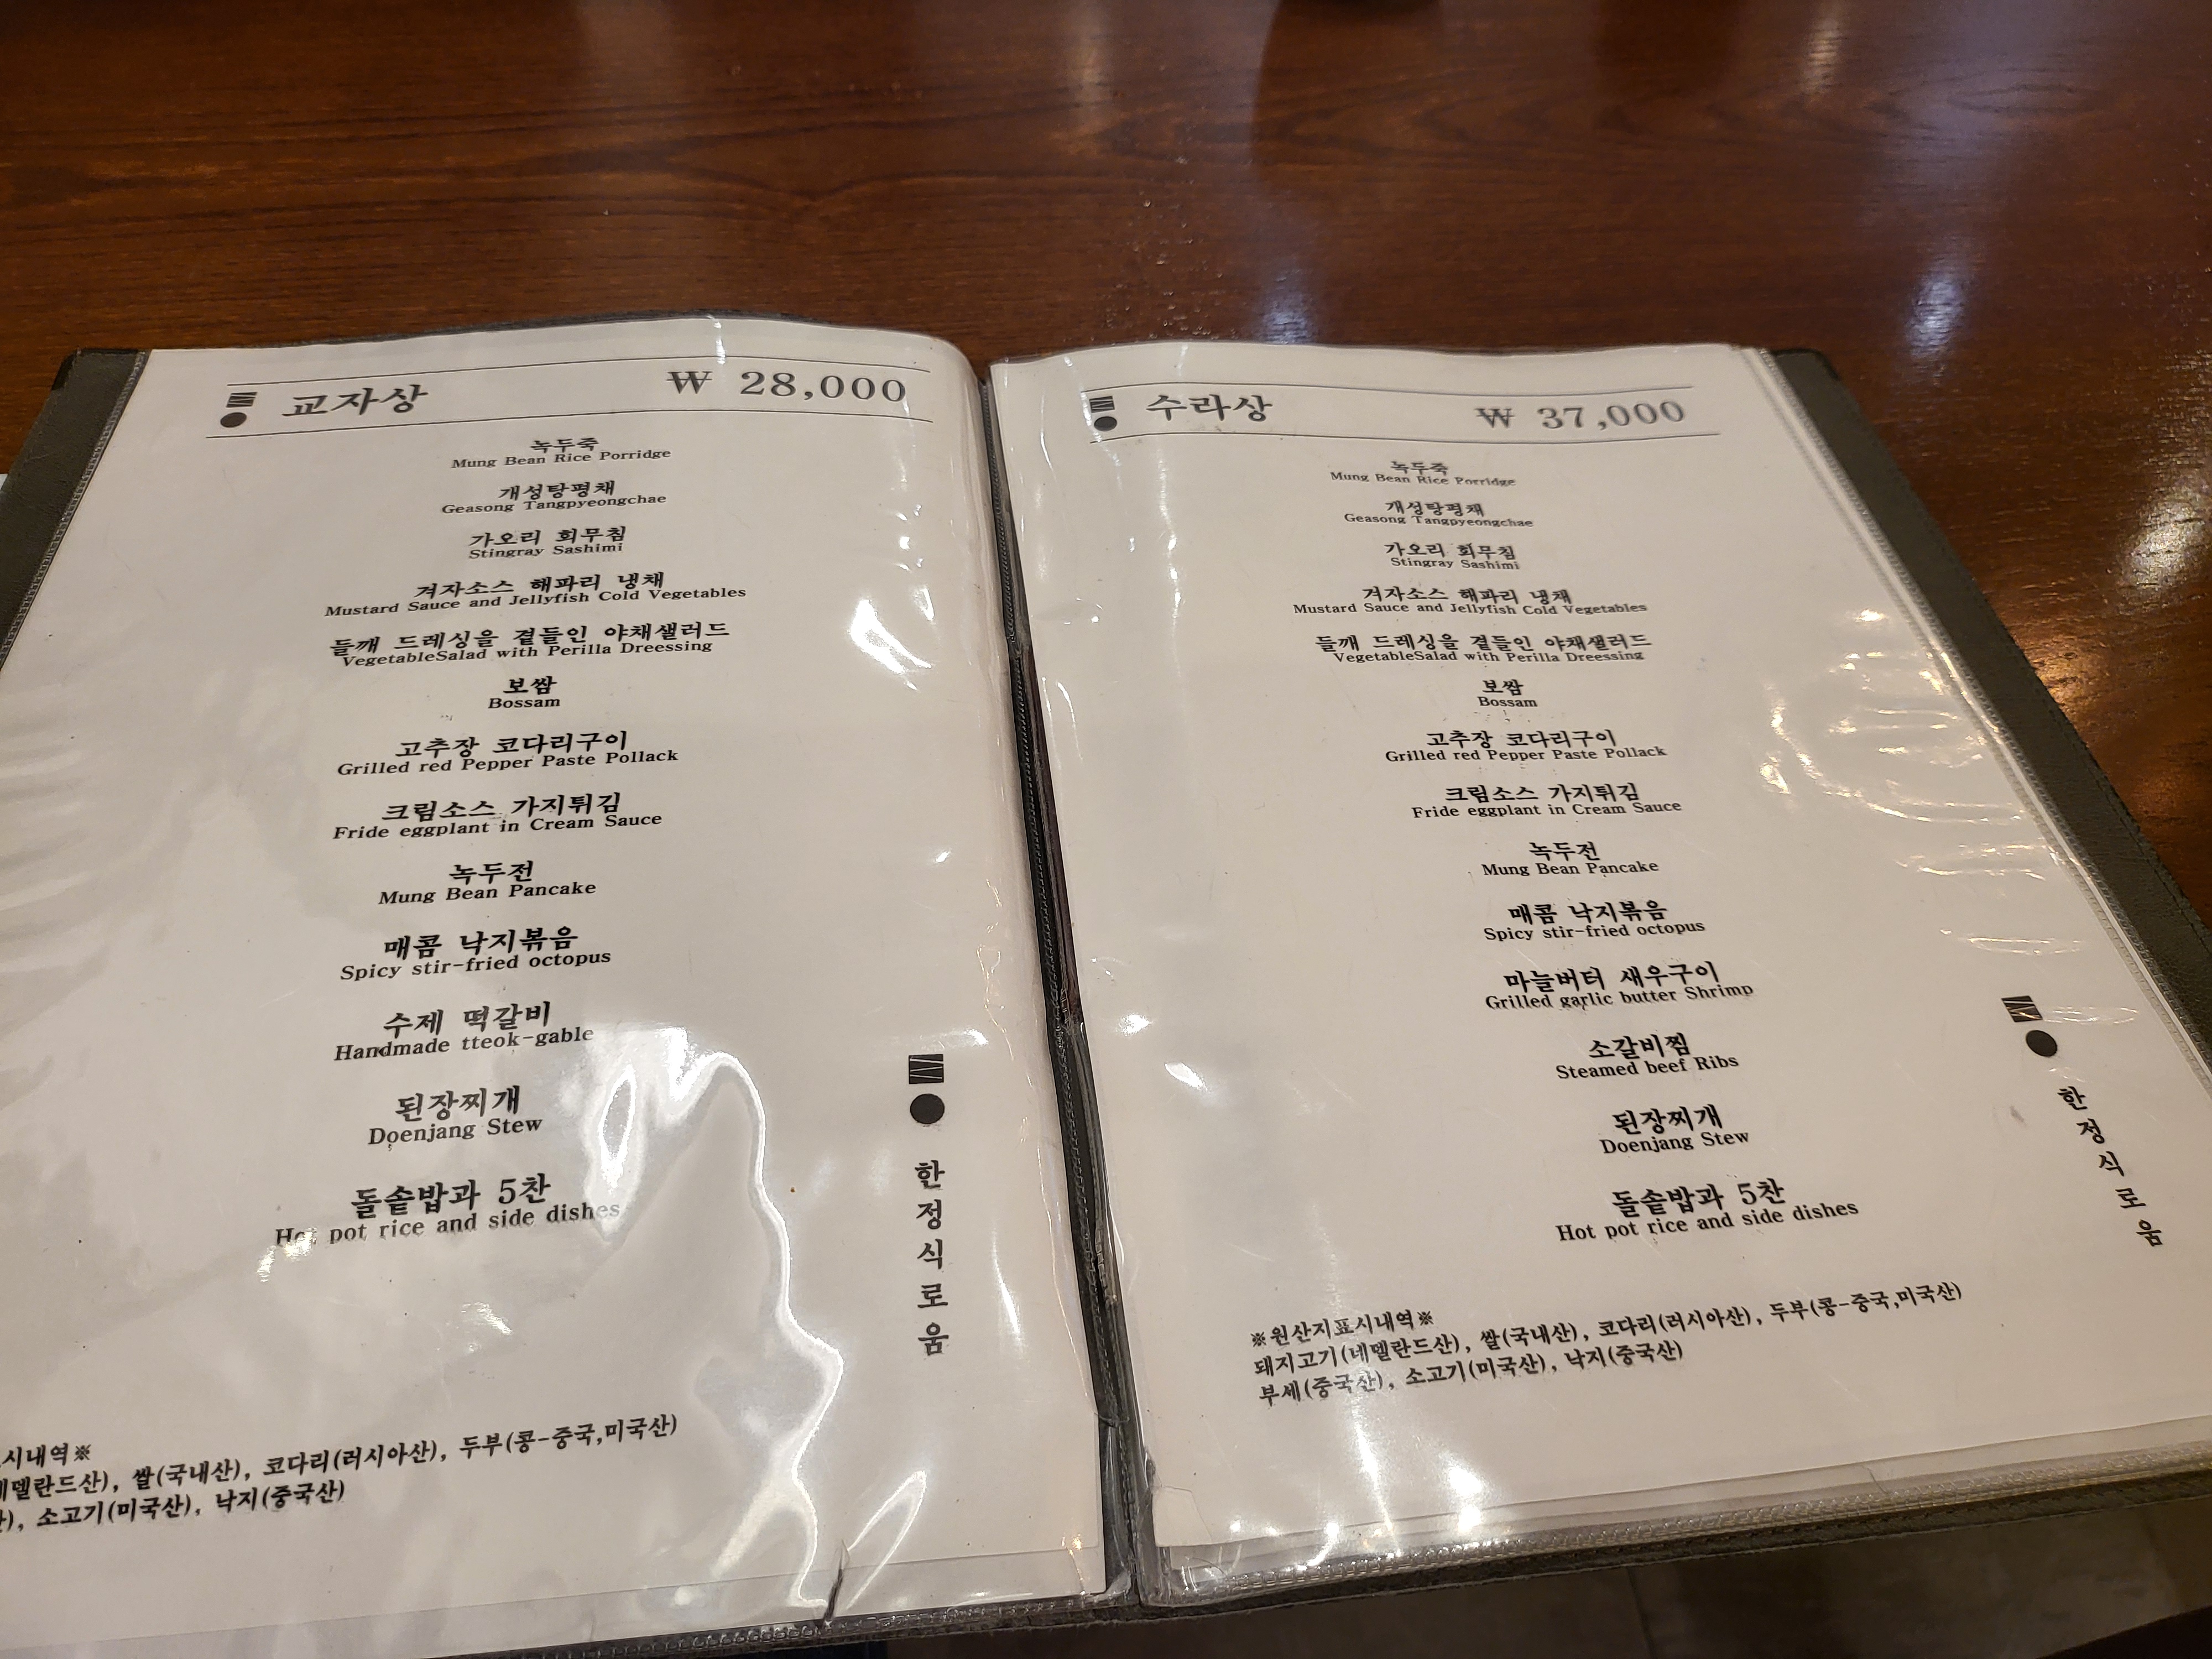 교자상 ₩ 28,000
녹두죽
Mung Bean Rice Porridge
개성탕평채
Geasong Tangpyeongchae
가오리 회무침
Stingray Sashimi
겨자소스 해파리 냉채
Mustard Sauce and Jellyfish Cold Vegetables
들깨 드레싱을 곁들인 야채샐러드
VegetableSalad with Perilla Dreessing
보쌈
Bossam
고추장 코다리구이
Grilled red Pepper Paste Pollack
크림소스 가지튀김
Fride eggplant in Cream Sauce
녹두전
Mung Bean Pancake
매콤 낙지볶음
Spicy stir-fried octopus
수제 떡갈비
Handmade tteok-gable
된장찌개
Doenjang Stew
돌솥밥과 5찬
Hot pot rice and side dishes
한정식로움
시내역※
델란드산), 쌀(국내산), 코다리(러시아산), 두부(콩-중국,미국산)
), 소고기(미국산), 낙지(중국산)
수라상 ₩ 37,000
녹두죽
Mung Bean Rice Porridge
개성탕평채
Geasong Tangpyeongchae
가오리 회무침
Stingray Sashimi
겨자소스 해파리 냉채
Mustard Sauce and Jellyfish Cold Vegetables
들깨 드레싱을 곁들인 야채샐러드
VegetableSalad with Perilla Dreessing
보쌈
Bossam
고추장 코다리구이
Grilled red Pepper Paste Pollack
크림소스 가지튀김
Fride eggplant in Cream Sauce
녹두전
Mung Bean Pancake
매콤 낙지볶음
Spicy stir-fried octopus
마늘버터 새우구이
Grilled garlic butter Shrimp
소갈비찜
Steamed beef Ribs
된장찌개
Doenjang Stew
돌솥밥과 5찬
Hot pot rice and side dishes
한정식로움
※원산지표시내역※
돼지고기(네델란드산), 쌀(국내산), 코다리(러시아산), 두부(콩-중국,미국산)
부세(중국산), 소고기(미국산), 낙지(중국산)